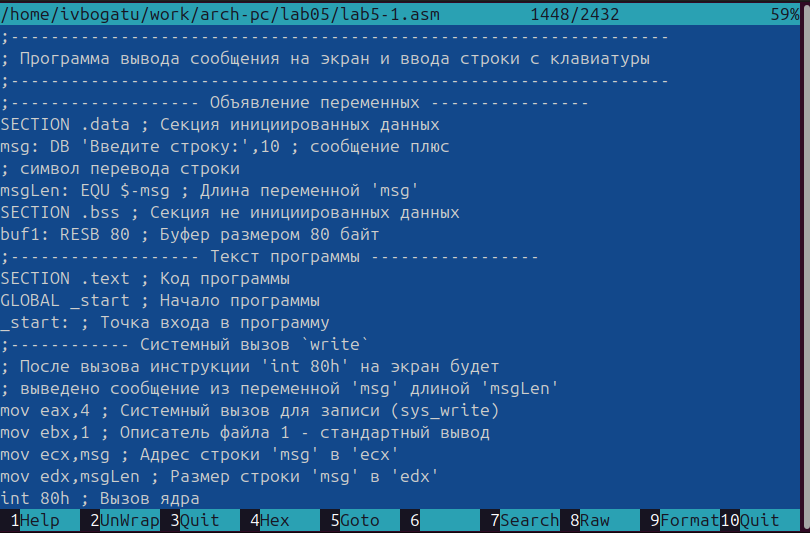 /home/ivbogatu/work/arch-pc/lab05/lab5-1.asm 1448/2432 59%
;------------------------------------------------------------------
; Программа вывода сообщения на экран и ввода строки с клавиатуры
;------------------------------------------------------------------
;------------------- Объявление переменных ----------------
SECTION .data ; Секция инициированных данных
msg: DB 'Введите строку:',10 ; сообщение плюс
; символ перевода строки
msgLen: EQU $-msg ; Длина переменной 'msg'
SECTION .bss ; Секция не инициированных данных
buf1: RESB 80 ; Буфер размером 80 байт
;------------------- Текст программы -----------------
SECTION .text ; Код программы
GLOBAL _start ; Начало программы
_start: ; Точка входа в программу
;------------ Системный вызов `write`
; После вызова инструкции 'int 80h' на экран будет
; выведено сообщение из переменной 'msg' длиной 'msgLen'
mov eax,4 ; Системный вызов для записи (sys_write)
mov ebx,1 ; Описатель файла 1 - стандартный вывод
mov ecx,msg ; Адрес строки 'msg' в 'ecx'
mov edx,msgLen ; Размер строки 'msg' в 'edx'
int 80h ; Вызов ядра
1Help 2UnWrap 3Quit 4Hex 5Goto 6 7Search 8Raw 9Format 10Quit